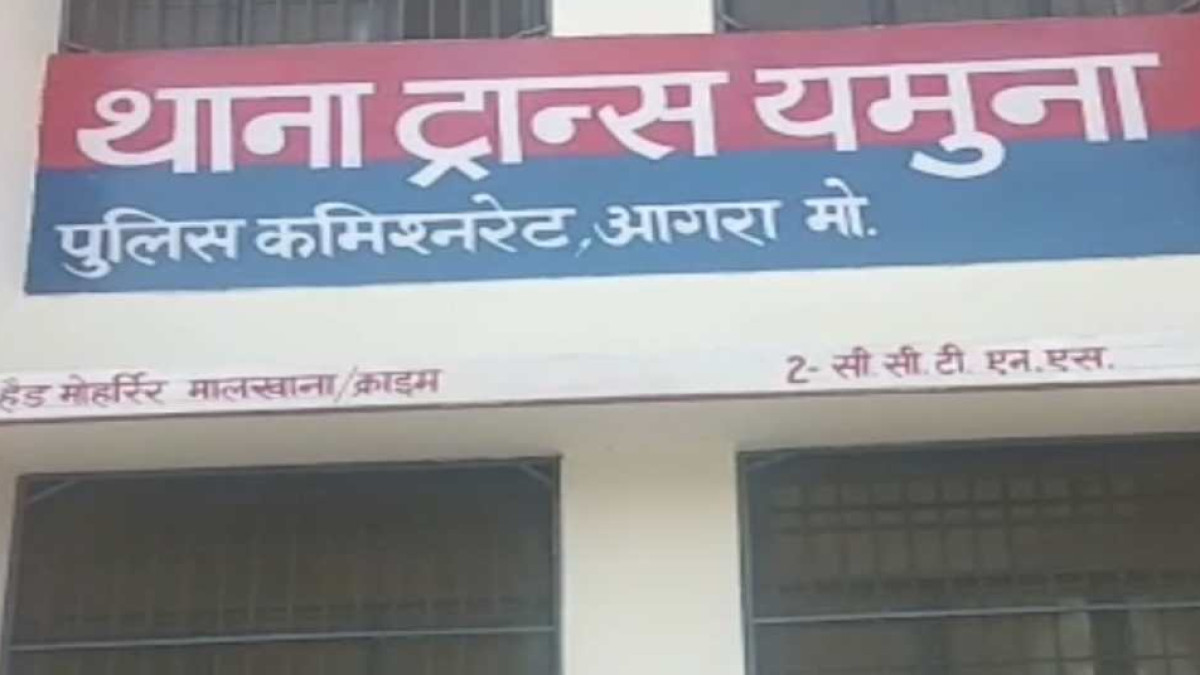 थाना ट्रान्स यमुना
पुलिस कमिश्नरेट, आगरा मो.
हैड मोहर्रिर मालखाना/क्राइम
2- सी.सी.टी.एन.एस.